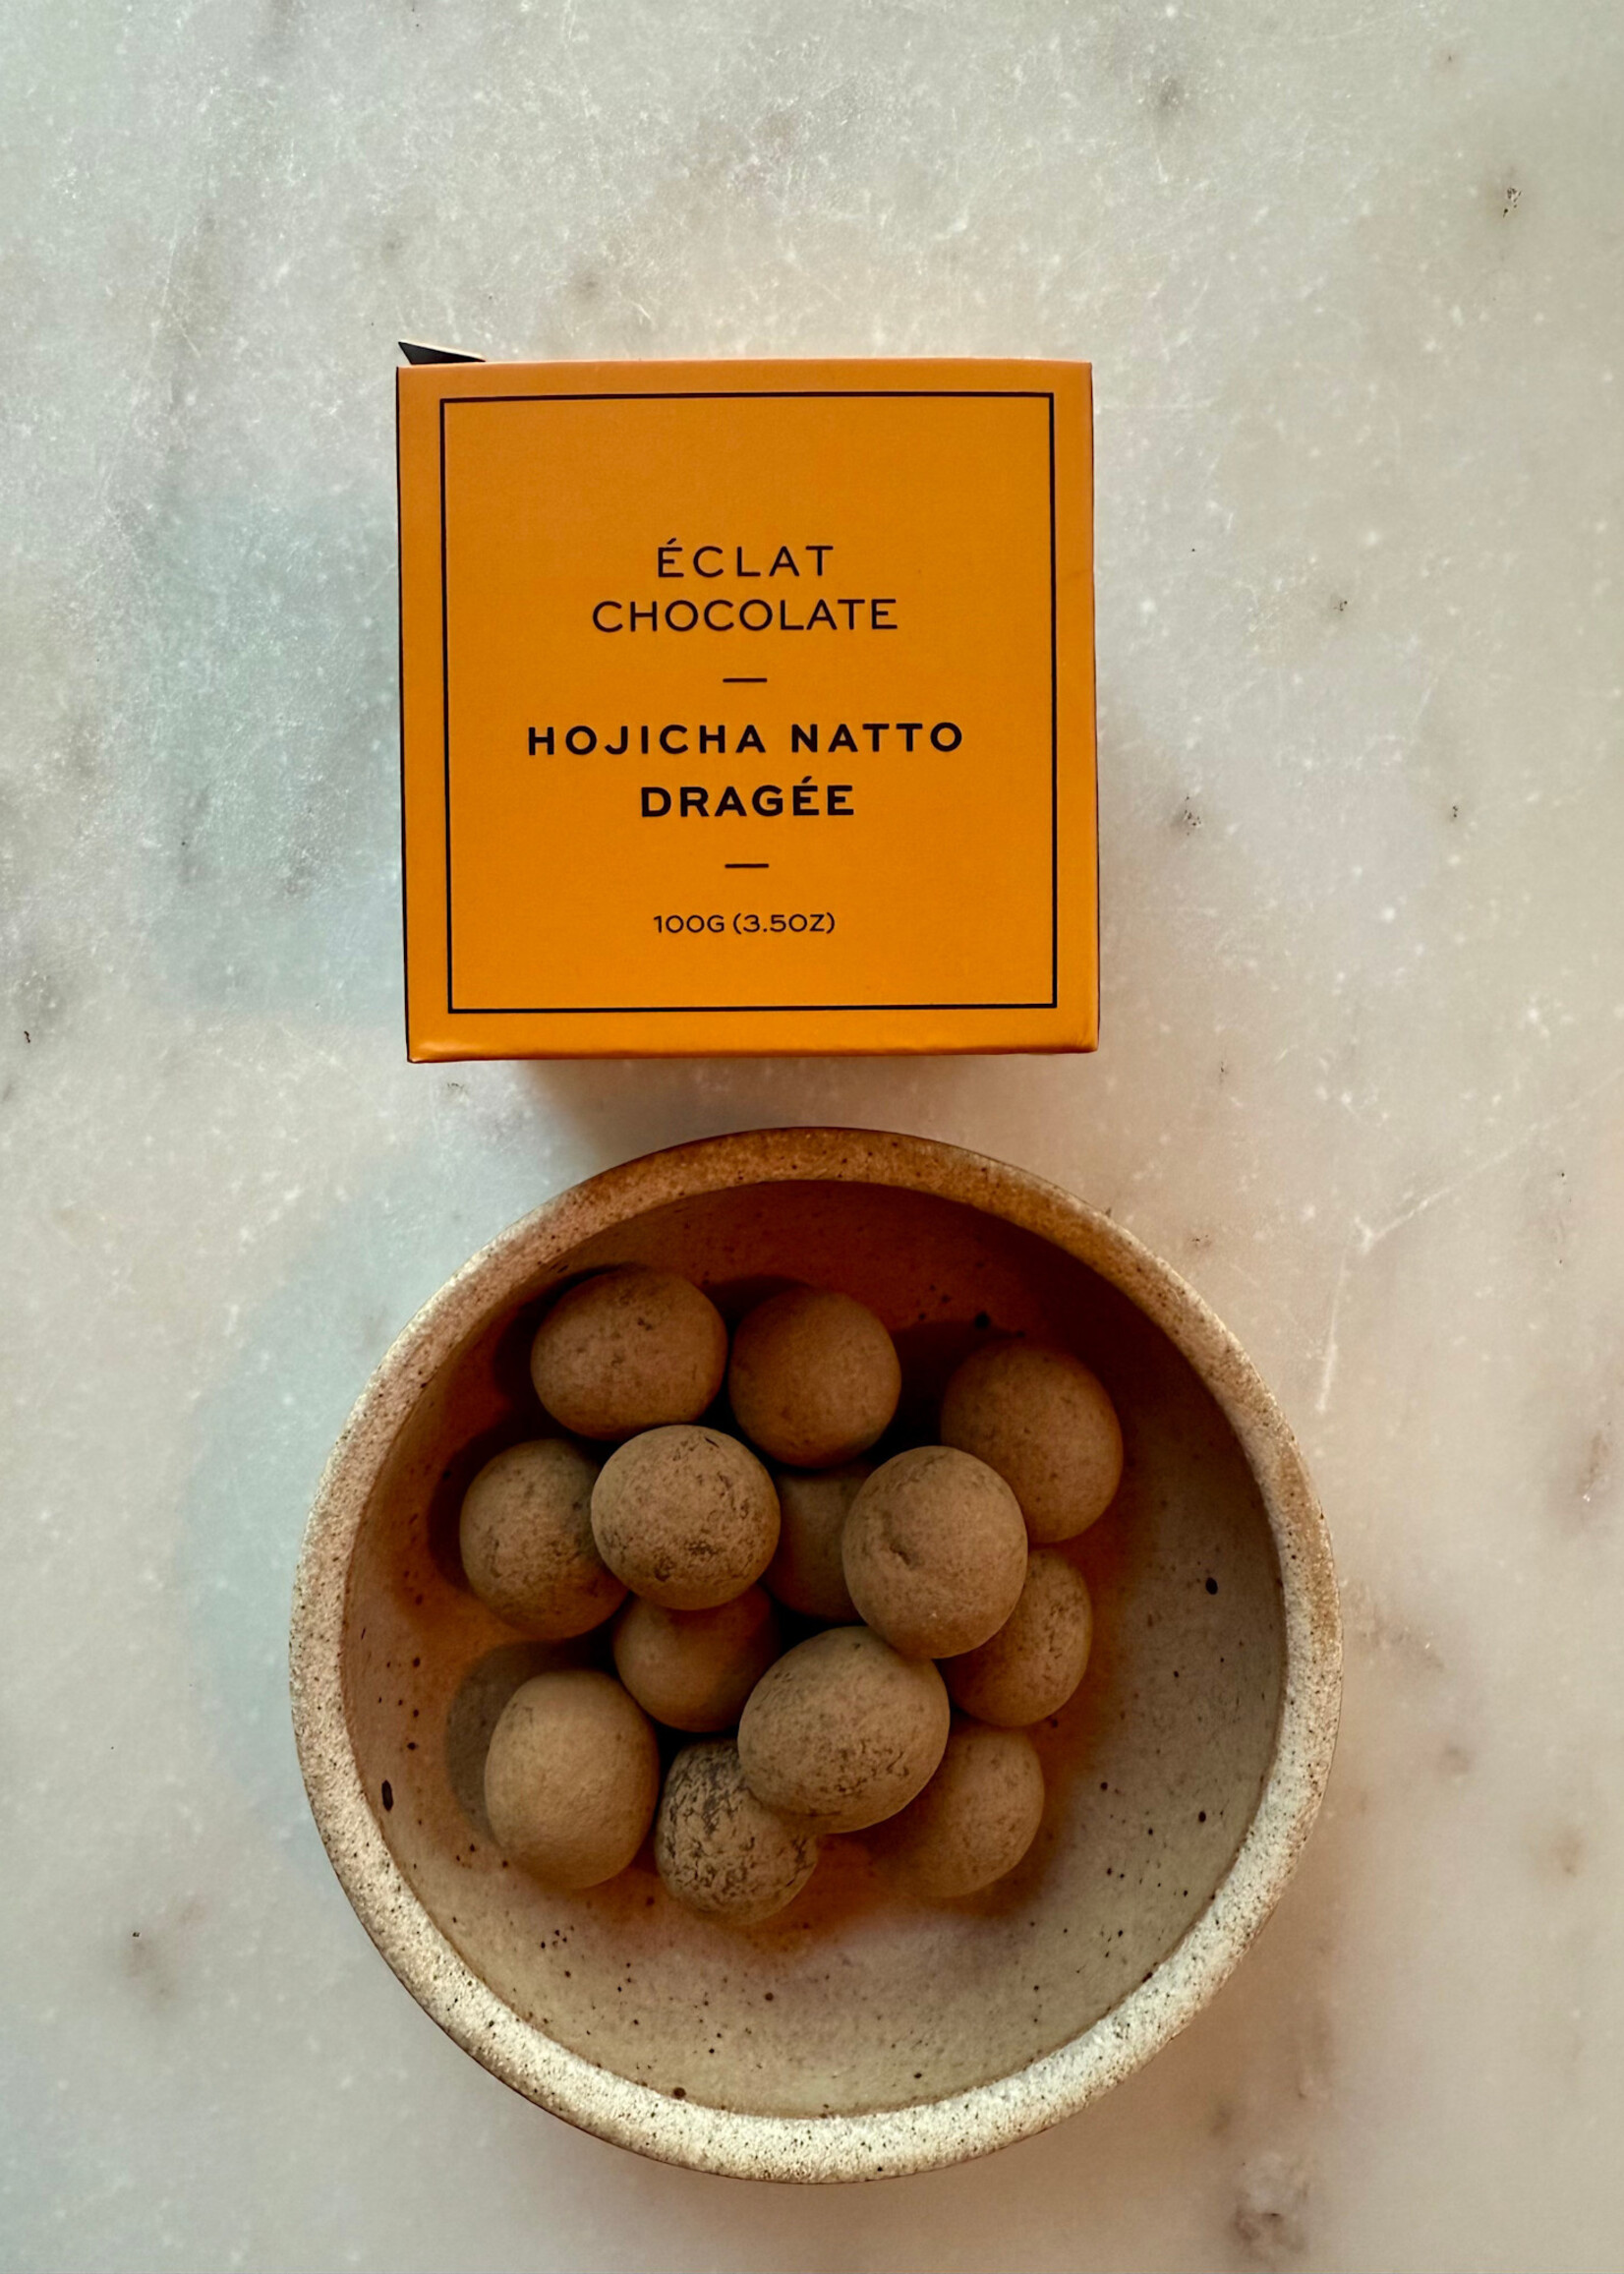 ÉCLAT
CHOCOLATE
HOJICHA NATTO
DRAGÉE
100G (3.5OZ)